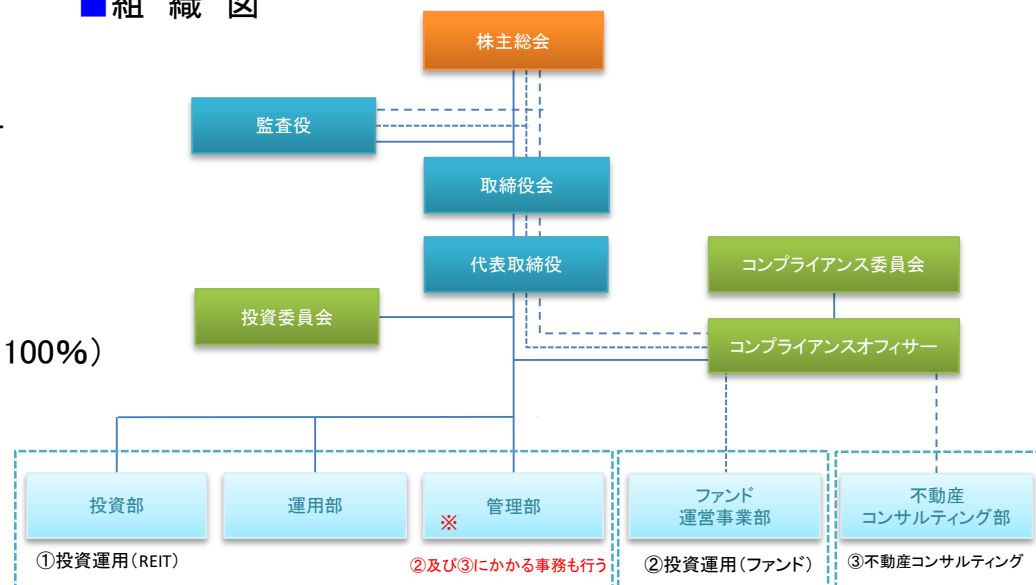 ■組 織 図
株主総会
監査役
取締役会
代表取締役
コンプライアンス委員会
投資委員会
コンプライアンスオフィサー
100%)
投資部
運用部
※
管理部
ファンド
運営事業部
不動産
コンサルティング部
①投資運用(REIT)
②及び③にかかる事務も行う
②投資運用(ファンド)
③不動産コンサルティング